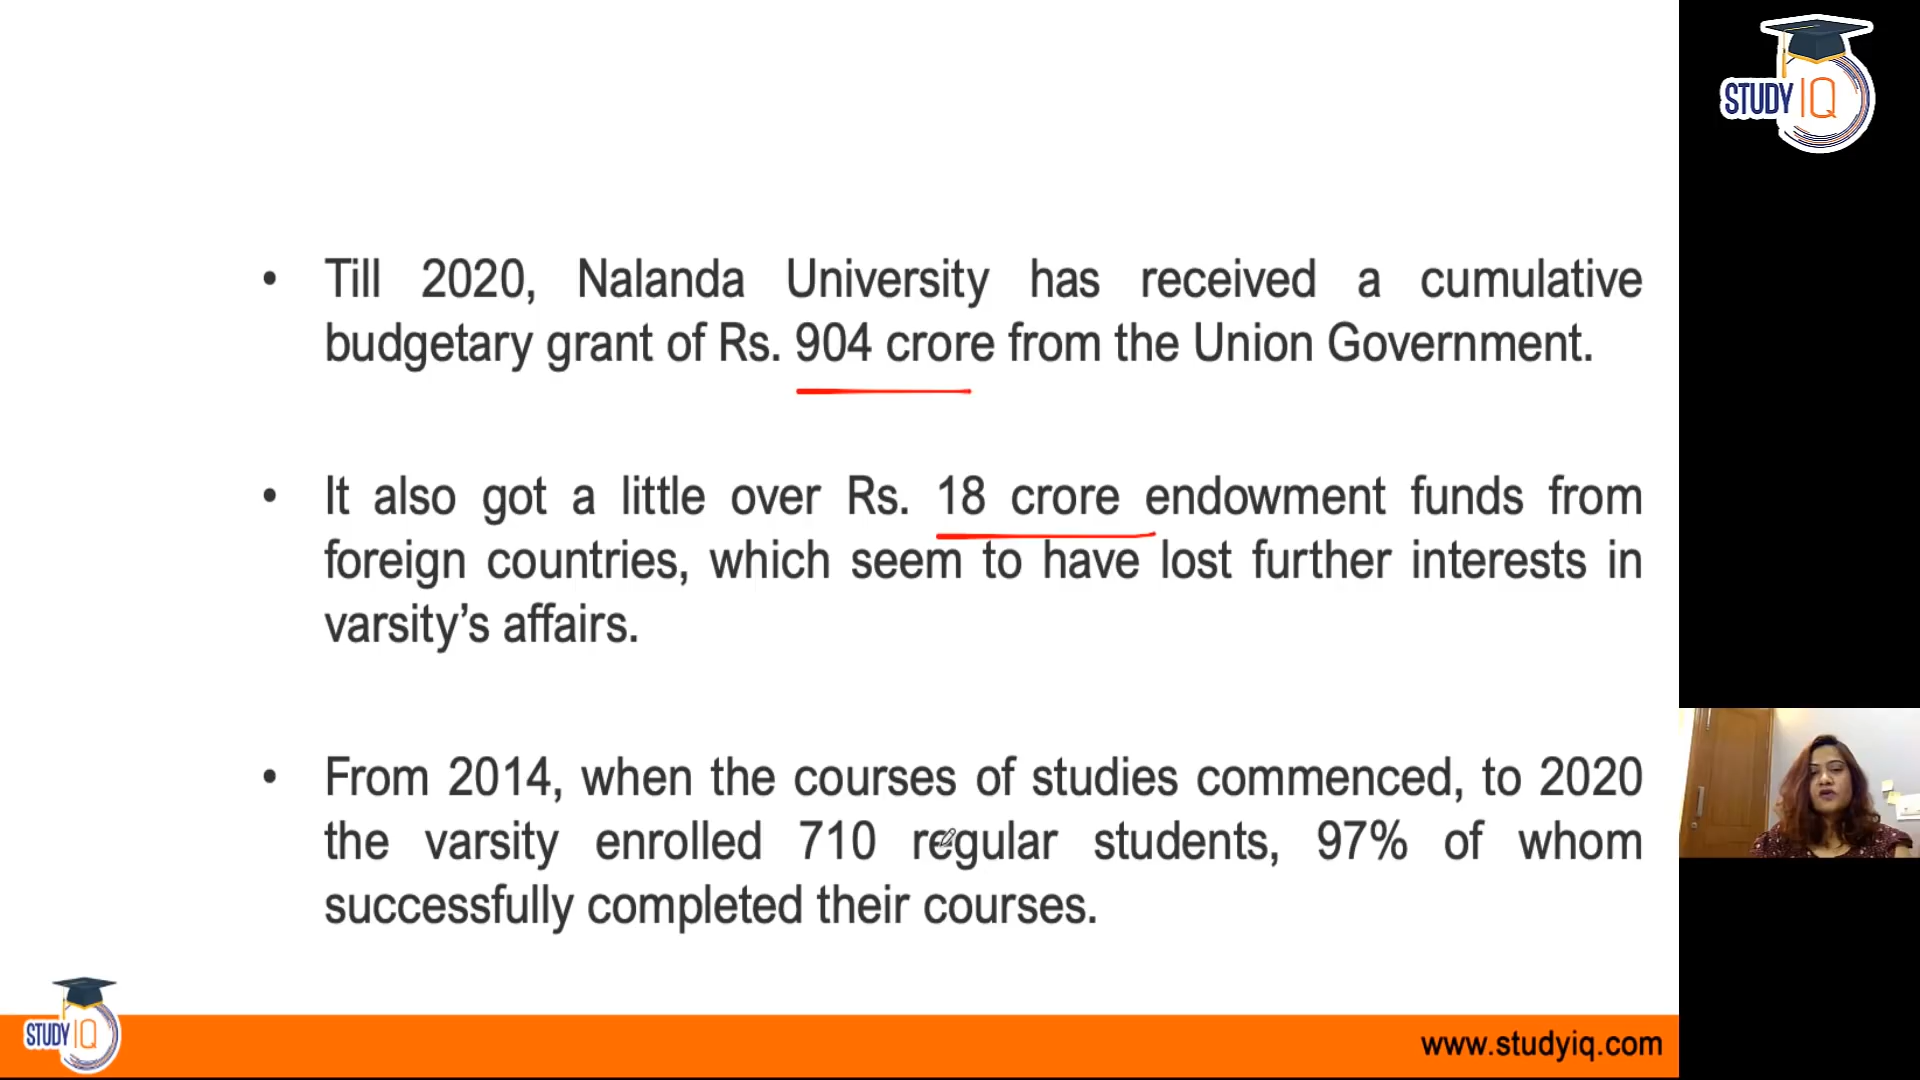 STUDY IQ
• Till 2020, Nalanda University has received a cumulative
budgetary grant of Rs. 904 crore from the Union Government.
• It also got a little over Rs. 18 crore endowment funds from
foreign countries, which seem to have lost further interests in
varsity’s affairs.
• From 2014, when the courses of studies commenced, to 2020
the varsity enrolled 710 regular students, 97% of whom
successfully completed their courses.
STUDY IQ
www.studyiq.com